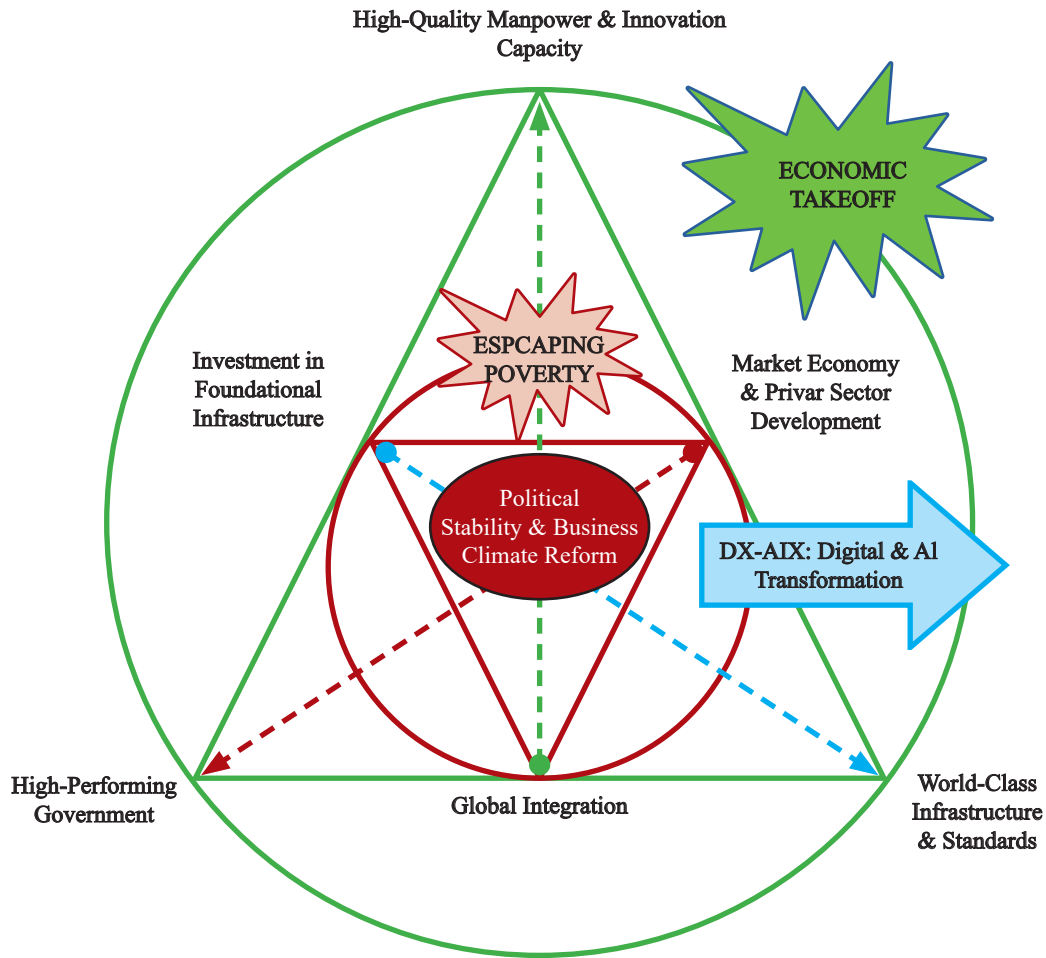 High-Quality Manpower & Innovation
Capacity
ECONOMIC
TAKEOFF
ESPCAPING
POVERTY
Investment in
Foundational
Infrastructure
Market Economy
& Privar Sector
Development
Political
Stability & Business
Climate Reform
DX-AIX: Digital & Al
Transformation
High-Performing
Government
Global Integration
World-Class
Infrastructure
& Standards